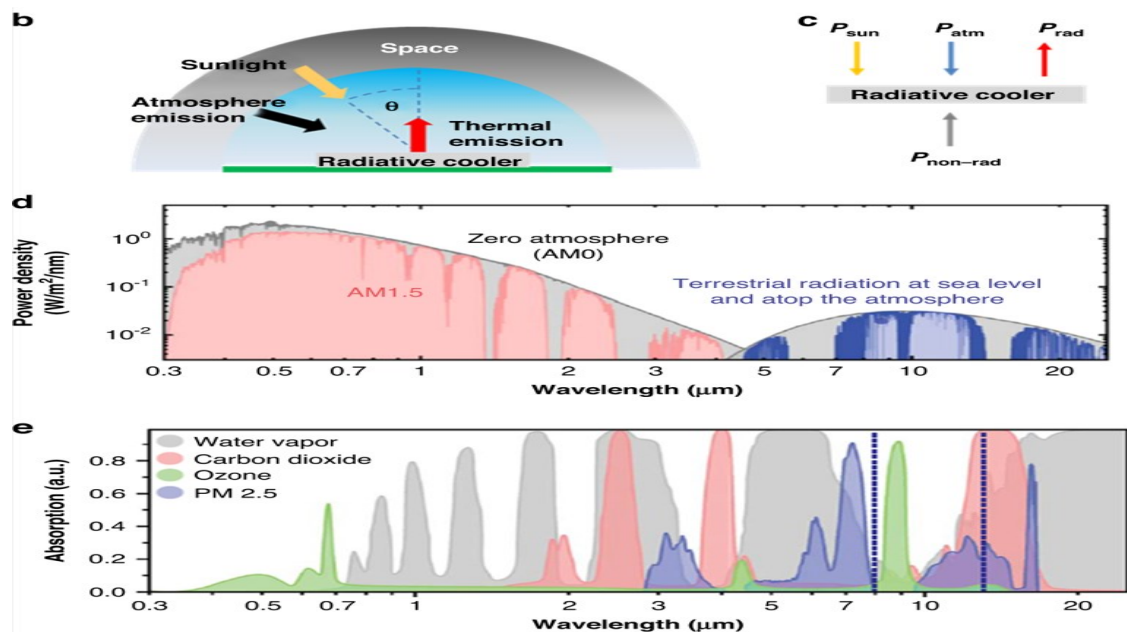 b
Space
Sunlight
Atmosphere
emission
θ
Thermal
emission
Radiative cooler
c
Psun
Patm
Prad
Radiative cooler
Pnon–rad
d
Power density
(W/m²/nm)
10⁰
10⁻¹
10⁻²
Zero atmosphere
(AM0)
AM1.5
Terrestrial radiation at sea level
and atop the atmosphere
0.3 0.5 0.7 1 2 3 5 7 10 20
Wavelength (μm)
e
Absorption (a.u.)
0.8
0.6
0.4
0.2
0.0
Water vapor
Carbon dioxide
Ozone
PM 2.5
0.3 0.5 0.7 1 2 3 5 7 10 20
Wavelength (μm)